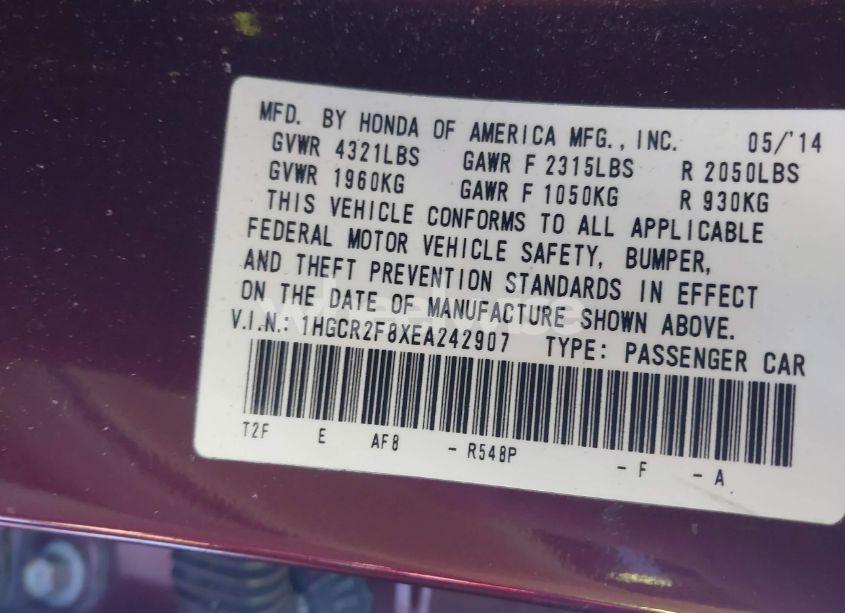 MFD. BY HONDA OF AMERICA MFG., INC. 05/'14
GVWR 4321LBS GAWR F 2315LBS R 2050LBS
GVWR 1960KG GAWR F 1050KG R 930KG
THIS VEHICLE CONFORMS TO ALL APPLICABLE
FEDERAL MOTOR VEHICLE SAFETY, BUMPER,
AND THEFT PREVENTION STANDARDS IN EFFECT
ON THE DATE OF MANUFACTURE SHOWN ABOVE.
V.I.N.: 1HGCR2F8XEA242907 TYPE: PASSENGER CAR
T2F E AF8 - R548P - F - A